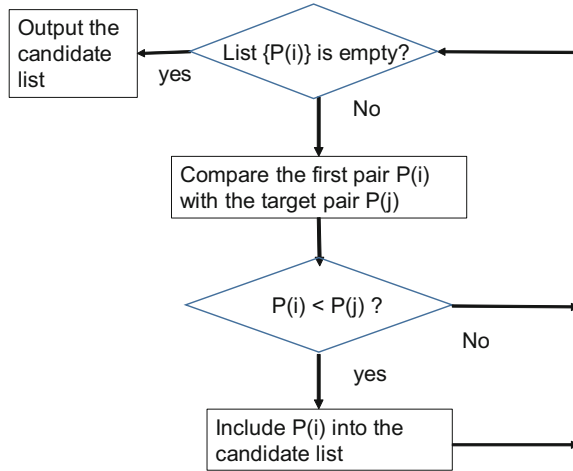 Output the
candidate
list
List {P(i)} is empty?
yes
No
Compare the first pair P(i)
with the target pair P(j)
P(i) < P(j) ?
No
yes
Include P(i) into the
candidate list